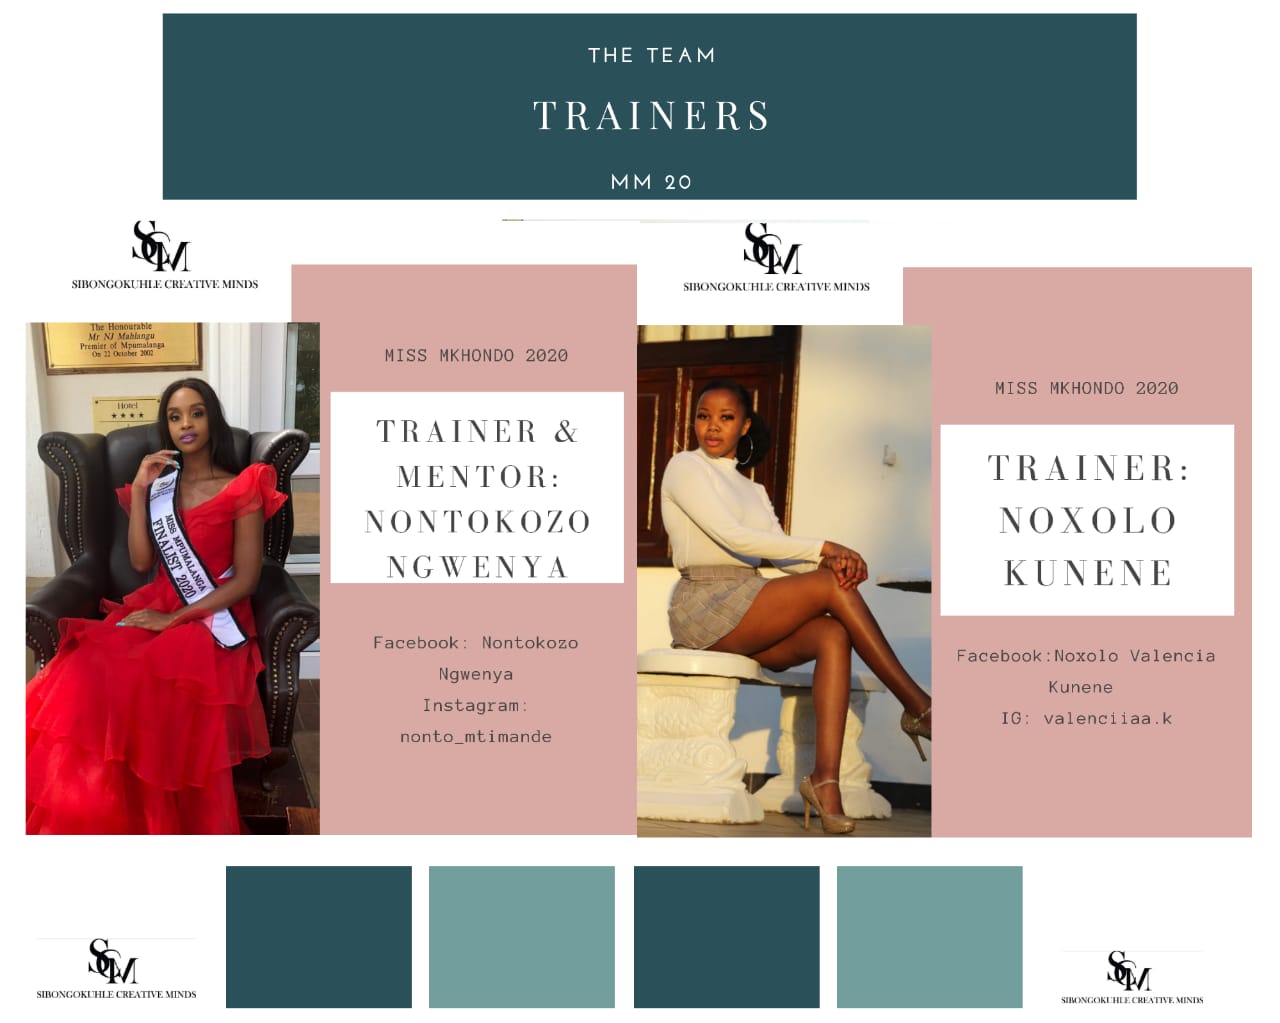 THE TEAM
TRAINERS
MM 20
SCM
SIBONGOKUHLE CREATIVE MINDS
The Honourable
Mr NJ Mahlangu
Premier of Mpumalanga
On 22 October 2002
Hotel
MISS MPUMALANGA
FINALIST 2020
MISS MKHONDO 2020
TRAINER &
MENTOR:
NONTOKOZO
NGWENYA
Facebook: Nontokozo
Ngwenya
Instagram:
nonto_mtimande
SCM
SIBONGOKUHLE CREATIVE MINDS
MISS MKHONDO 2020
TRAINER:
NOXOLO
KUNENE
Facebook:Noxolo Valencia
Kunene
IG: valenciiaa.k
SCM
SIBONGOKUHLE CREATIVE MINDS
SCM
SIBONGOKUHLE CREATIVE MINDS